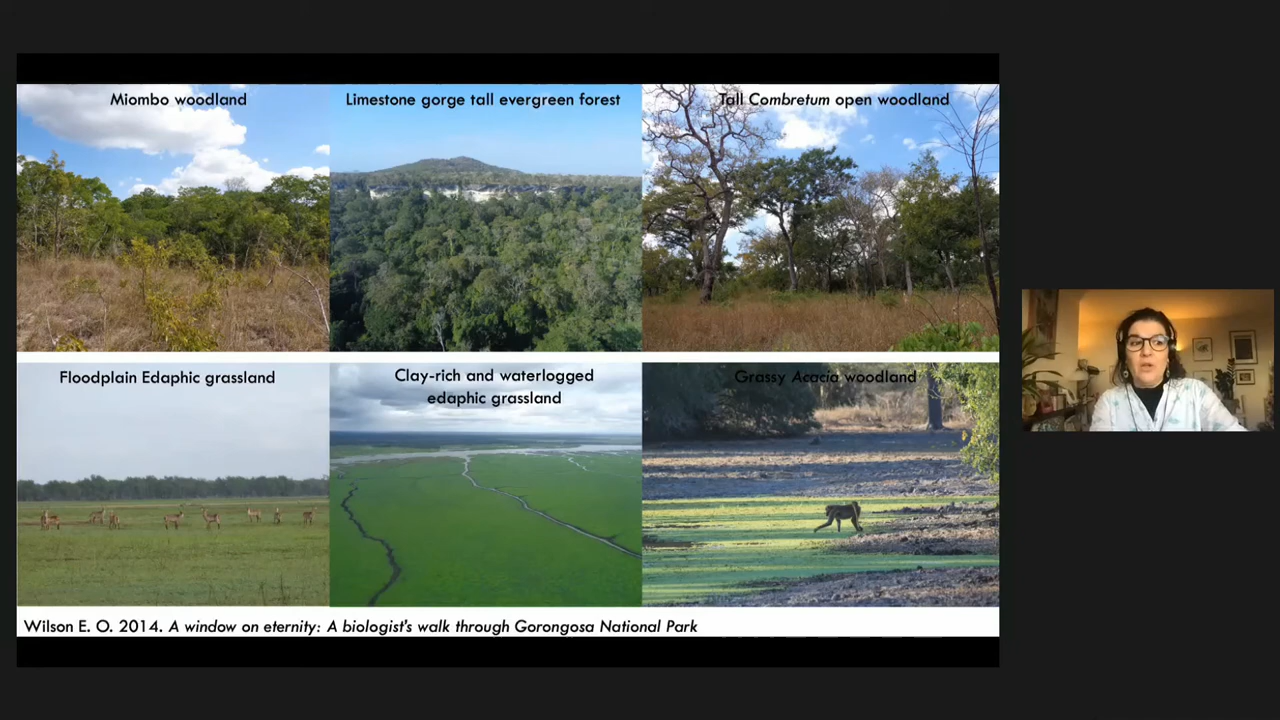 Miombo woodland
Limestone gorge tall evergreen forest
Tall Combretum open woodland
Floodplain Edaphic grassland
Clay-rich and waterlogged
edaphic grassland
Grassy Acacia woodland
Wilson E. O. 2014. A window on eternity: A biologist's walk through Gorongosa National Park